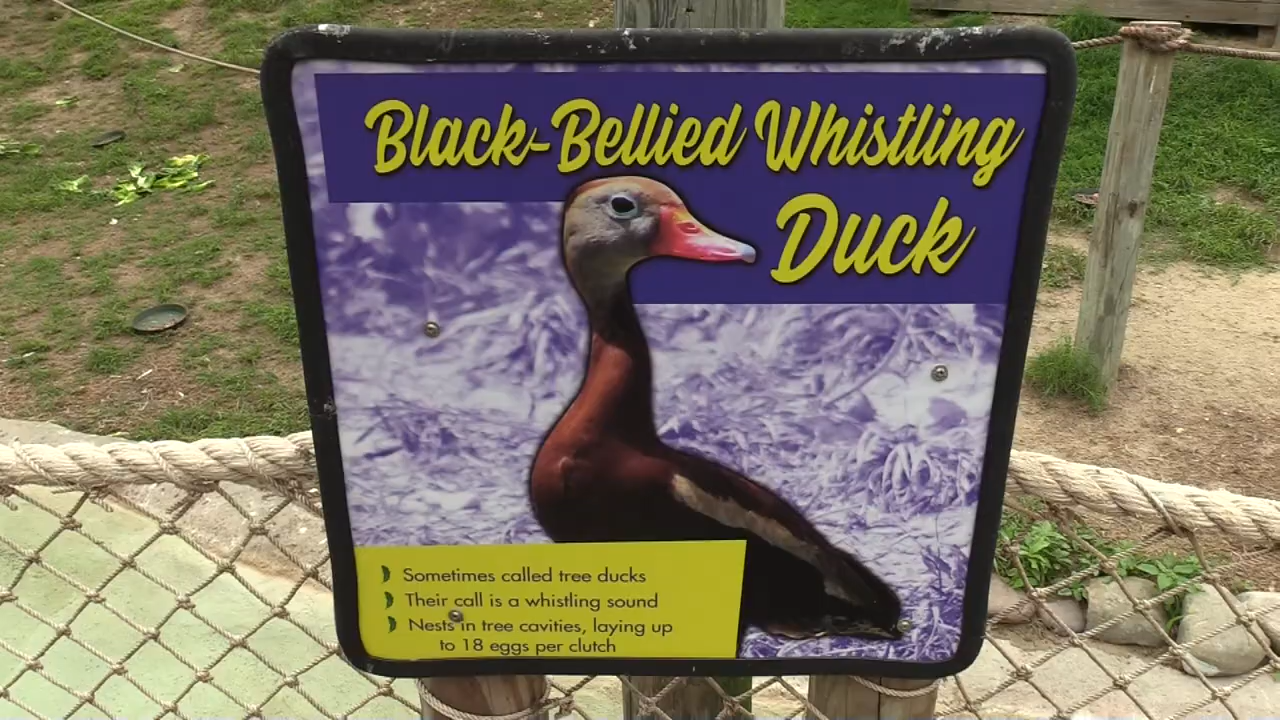 Black-Bellied Whistling
Duck
Sometimes called tree ducks
Their call is a whistling sound
Nests in tree cavities, laying up
to 18 eggs per clutch